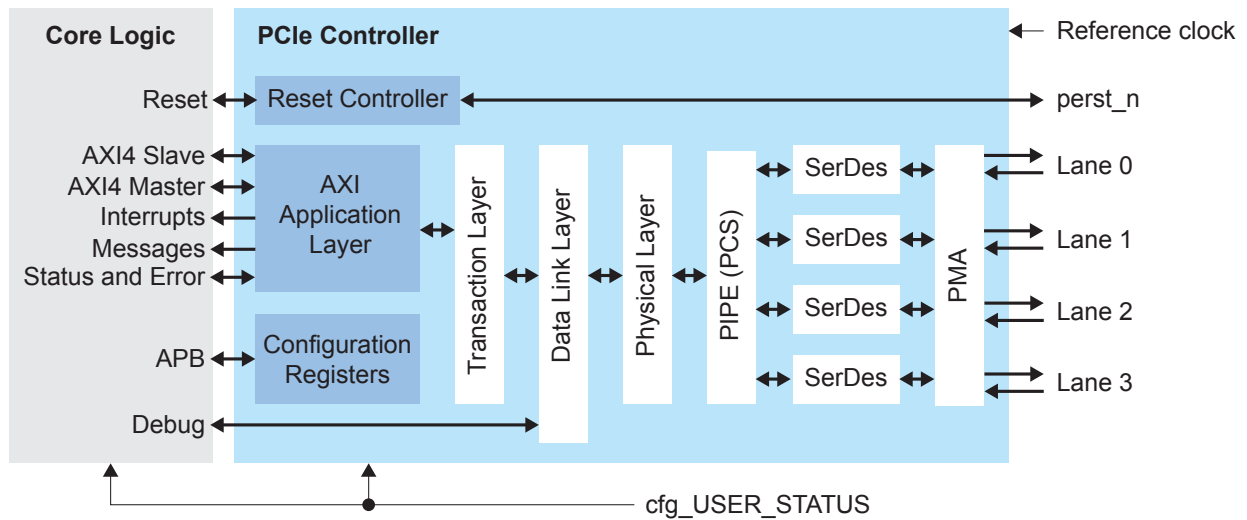 Core Logic
PCIe Controller
Reference clock
Reset
Reset Controller
perst_n
AXI4 Slave
AXI4 Master
Interrupts
Messages
Status and Error
AXI
Application
Layer
Transaction Layer
Data Link Layer
Physical Layer
PIPE (PCS)
SerDes
SerDes
SerDes
SerDes
PMA
Lane 0
Lane 1
Lane 2
Lane 3
APB
Configuration
Registers
Debug
cfg_USER_STATUS